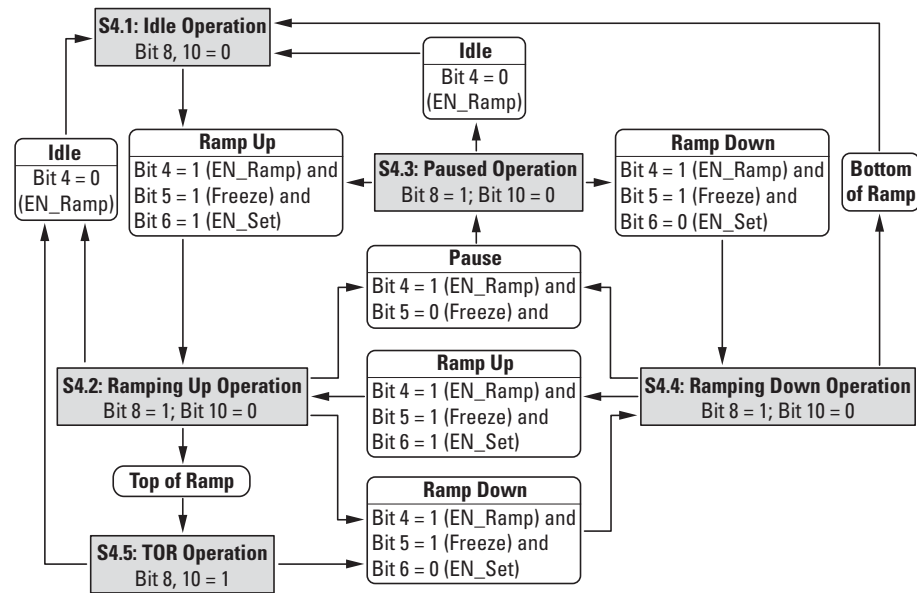 S4.1: Idle Operation
Bit 8, 10 = 0
Idle
Bit 4 = 0
(EN_Ramp)
Idle
Bit 4 = 0
(EN_Ramp)
Ramp Up
Bit 4 = 1 (EN_Ramp) and
Bit 5 = 1 (Freeze) and
Bit 6 = 1 (EN_Set)
S4.3: Paused Operation
Bit 8 = 1; Bit 10 = 0
Ramp Down
Bit 4 = 1 (EN_Ramp) and
Bit 5 = 1 (Freeze) and
Bit 6 = 0 (EN_Set)
Bottom
of Ramp
Pause
Bit 4 = 1 (EN_Ramp) and
Bit 5 = 0 (Freeze) and
S4.2: Ramping Up Operation
Bit 8 = 1; Bit 10 = 0
Ramp Up
Bit 4 = 1 (EN_Ramp) and
Bit 5 = 1 (Freeze) and
Bit 6 = 1 (EN_Set)
S4.4: Ramping Down Operation
Bit 8 = 1; Bit 10 = 0
Top of Ramp
Ramp Down
Bit 4 = 1 (EN_Ramp) and
Bit 5 = 1 (Freeze) and
Bit 6 = 0 (EN_Set)
S4.5: TOR Operation
Bit 8, 10 = 1